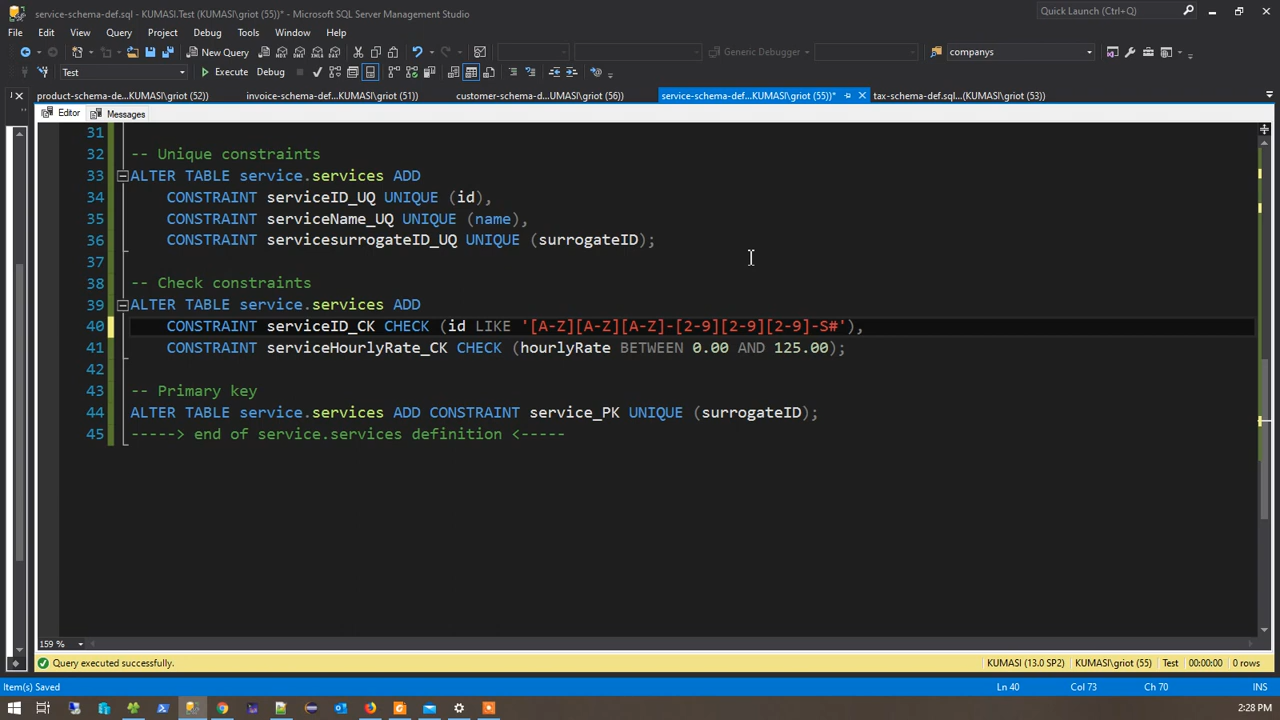 service-schema-def.sql - KUMASI.Test (KUMASI\griot (55))* - Microsoft SQL Server Management Studio
Quick Launch (Ctrl+Q)
File Edit View Query Project Debug Tools Window Help
New Query
Generic Debugger
companys
Test
Execute Debug
product-schema-de...KUMASI\griot (52))
invoice-schema-def...KUMASI\griot (51))
customer-schema-d...UMASI\griot (56))
service-schema-def...KUMASI\griot (55))*
tax-schema-def.sql...(KUMASI\griot (53))
Editor Messages
31
32 -- Unique constraints
33 ALTER TABLE service.services ADD
34 CONSTRAINT serviceID_UQ UNIQUE (id),
35 CONSTRAINT serviceName_UQ UNIQUE (name),
36 CONSTRAINT servicesurrogateID_UQ UNIQUE (surrogateID);
37
38 -- Check constraints
39 ALTER TABLE service.services ADD
40 CONSTRAINT serviceID_CK CHECK (id LIKE '[A-Z][A-Z][A-Z]-[2-9][2-9][2-9]-S#'),
41 CONSTRAINT serviceHourlyRate_CK CHECK (hourlyRate BETWEEN 0.00 AND 125.00);
42
43 -- Primary key
44 ALTER TABLE service.services ADD CONSTRAINT service_PK UNIQUE (surrogateID);
45 -----> end of service.services definition <-----
159 %
Query executed successfully.
KUMASI (13.0 SP2) KUMASI\griot (55) Test 00:00:00 0 rows
Item(s) Saved
Ln 40 Col 73 Ch 70 INS
2:28 PM